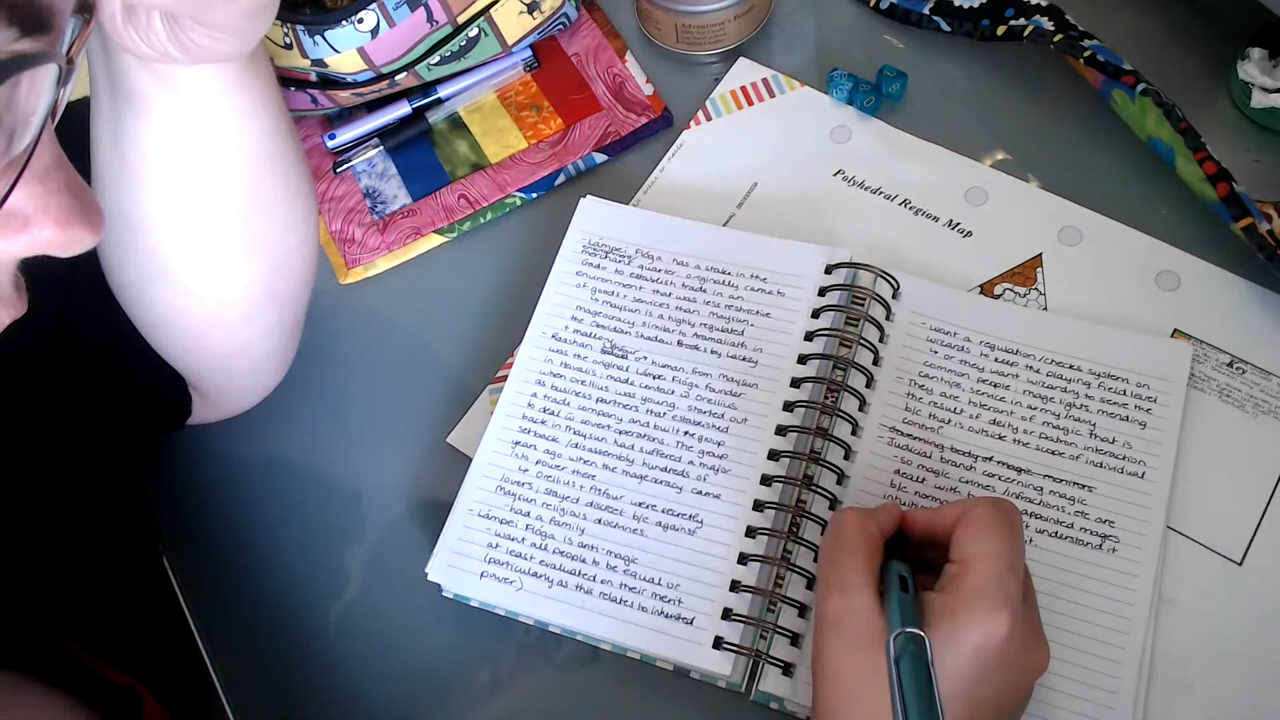 Adventurer's
Polyhedral Region Map
Key
- Lámpei Flóga has a stake in the
merchant quarter, originally came to
Gado to establish trade in an
environment that was less restrictive
of goods + services than maysun.
↳ maysun is a highly regulated
mageocracy similar to Aramaliath in
the Obsidian Shadow Books by Lackey
+ mallory
- Raashan Asfour → human, from Maysun
was the original Lámpei Flóga founder
in Havalis; made contact w/ Orellius
when Orellius was young, started out
as business partners that established
a trade company and built the group
to deal w/ covert operations. The group
back in Maysun had suffered a major
setback/disassembly hundreds of
years ago when the mageocracy came
into power there
↳ Orellius + Asfour were secretly
lovers; stayed discreet b/c against
Maysun religious doctrines.
- had a family
- Lámpei Flóga is anti-magic
- want all people to be equal or
at least evaluated on their merit
(particularly as this relates to inherited
power)
- want a regulation/checks system on
wizards to keep the playing field level
↳ or they want wizarding to serve the
common people, mage lights, mending
cantrips, service in army/navy
- They are tolerant of magic that is
the result of deity or patron interaction
b/c that is outside the scope of individual
control.
- Governing body of magic monitors
Judicial branch concerning magic
- so magic crimes/infractions, etc are
dealt with by appointed mages
b/c norma t understand it
intuiti it.